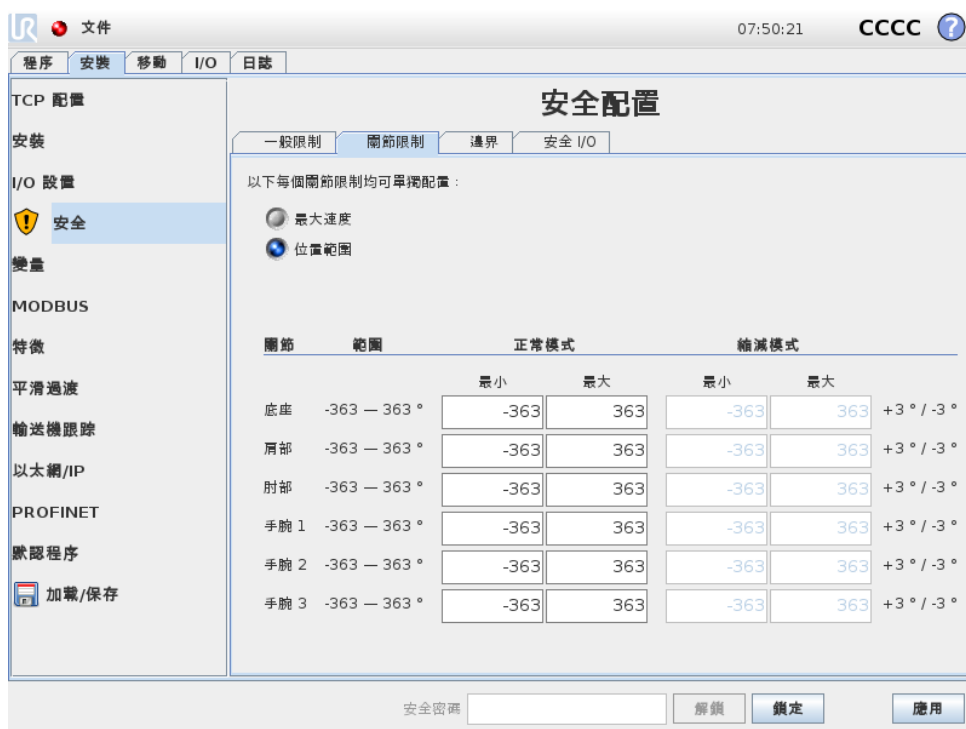 UR 文件 07:50:21 CCCC ?
程序 安裝 移動 I/O 日誌
TCP 配置
安裝
I/O 設置
安全
變量
MODBUS
特徵
平滑過渡
輸送機跟踪
以太網/IP
PROFINET
默認程序
加載/保存
安全配置
一般限制 關節限制 邊界 安全 I/O
以下每個關節限制均可單獨配置：
最大速度
位置範圍
關節 範圍 正常模式 縮減模式
最小 最大 最小 最大
底座 -363 — 363 ° -363 363 -363 363 +3 ° / -3 °
肩部 -363 — 363 ° -363 363 -363 363 +3 ° / -3 °
肘部 -363 — 363 ° -363 363 -363 363 +3 ° / -3 °
手腕 1 -363 — 363 ° -363 363 -363 363 +3 ° / -3 °
手腕 2 -363 — 363 ° -363 363 -363 363 +3 ° / -3 °
手腕 3 -363 — 363 ° -363 363 -363 363 +3 ° / -3 °
安全密碼 解鎖 鎖定 應用